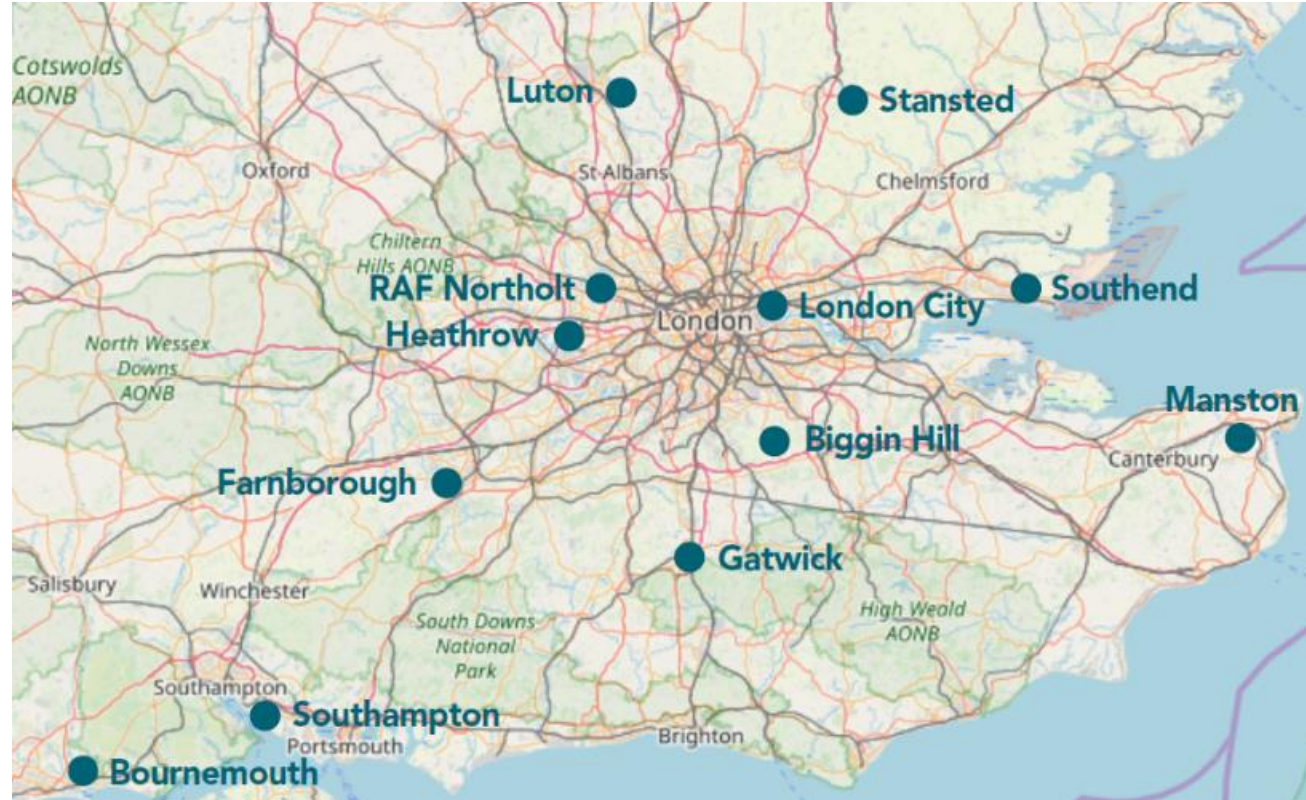 Cotswolds
AONB
Luton
Stansted
Oxford
St Albans
Chelmsford
Chiltern
Hills AONB
RAF Northolt
London City
Southend
London
Heathrow
North Wessex
Downs
AONB
Manston
Biggin Hill
Canterbury
Farnborough
Gatwick
Salisbury
Winchester
High Weald
AONB
South Downs
National
Park
Southampton
Southampton
Portsmouth
Brighton
Bournemouth